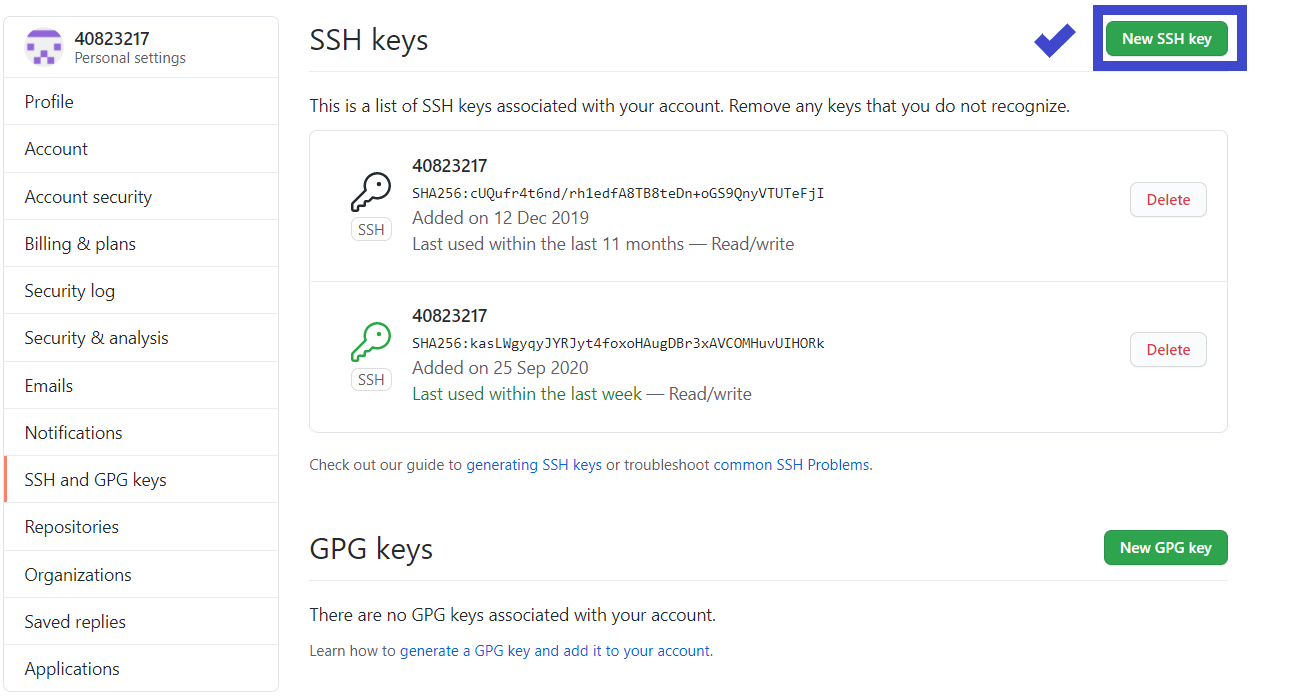 40823217
Personal settings
Profile
Account
Account security
Billing & plans
Security log
Security & analysis
Emails
Notifications
SSH and GPG keys
Repositories
Organizations
Saved replies
Applications
SSH keys
New SSH key
This is a list of SSH keys associated with your account. Remove any keys that you do not recognize.
40823217
SHA256:cUQufr4t6nd/rh1edfA8TB8teDn+oGS9QnyVTUTeFjI
Added on 12 Dec 2019
Last used within the last 11 months — Read/write
SSH
Delete
40823217
SHA256:kasLWgyqyJYRJyt4foxoHAugDBr3xAVCOMHuvUIHORk
Added on 25 Sep 2020
Last used within the last week — Read/write
SSH
Delete
Check out our guide to generating SSH keys or troubleshoot common SSH Problems.
GPG keys
New GPG key
There are no GPG keys associated with your account.
Learn how to generate a GPG key and add it to your account.